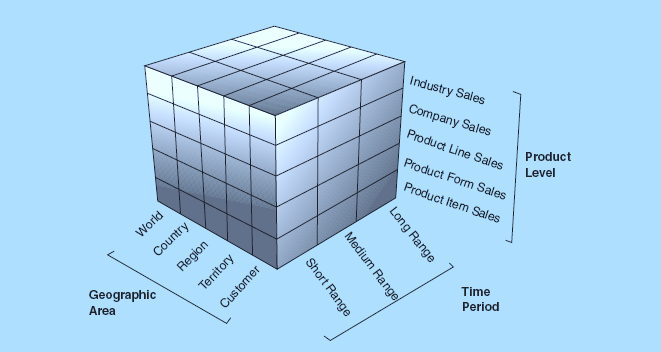 Industry Sales
Company Sales
Product Line Sales
Product Form Sales
Product Item Sales
Product
Level
World
Country
Region
Territory
Customer
Geographic
Area
Short Range
Medium Range
Long Range
Time
Period